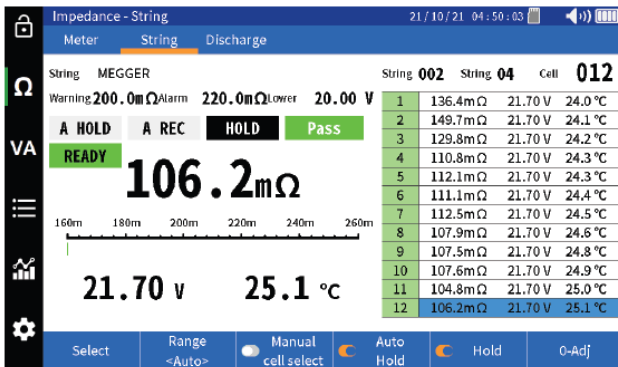 Impedance - String 21/10/21 04:50:03
Meter String Discharge
String MEGGER String 002 String 04 Cell 012
Warning 200.0mΩ Alarm 220.0mΩ Lower 20.00 V
A HOLD A REC HOLD Pass
READY
106.2mΩ
160m 180m 200m 220m 240m 260m
21.70 V 25.1 °C
1 136.4mΩ 21.70 V 24.0 °C
2 149.7mΩ 21.70 V 24.1 °C
3 129.8mΩ 21.70 V 24.2 °C
4 110.8mΩ 21.70 V 24.3 °C
5 112.1mΩ 21.70 V 24.3 °C
6 111.1mΩ 21.70 V 24.4 °C
7 112.5mΩ 21.70 V 24.5 °C
8 107.9mΩ 21.70 V 24.6 °C
9 107.5mΩ 21.70 V 24.8 °C
10 107.6mΩ 21.70 V 24.9 °C
11 104.8mΩ 21.70 V 25.0 °C
12 106.2mΩ 21.70 V 25.1 °C
Ω
VA
Select Range <Auto> Manual cell select Auto Hold Hold 0-Adj